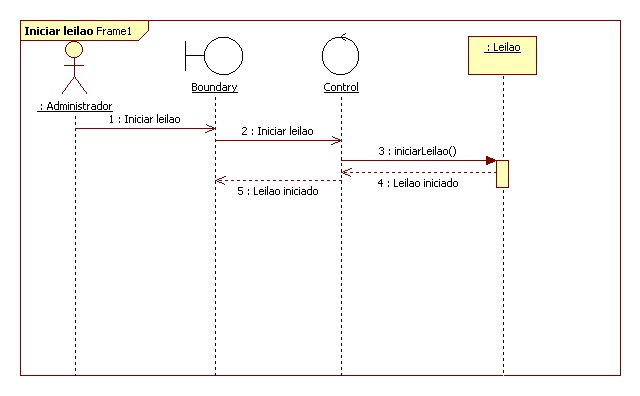 Iniciar leilao Frame1
: Leilao
Boundary
Control
: Administrador
1 : Iniciar leilao
2 : Iniciar leilao
3 : iniciarLeilao()
4 : Leilao iniciado
5 : Leilao iniciado